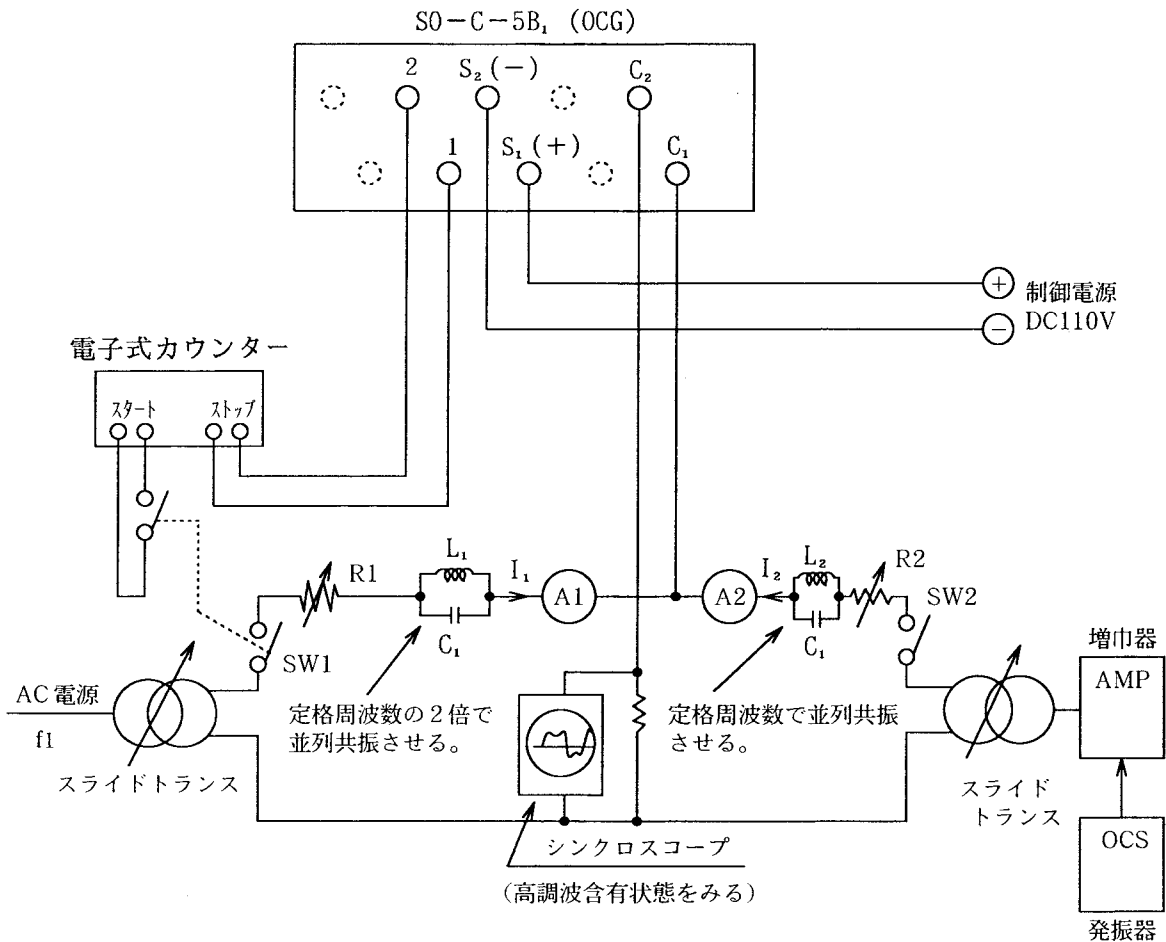 SO-C-5B₁ (OCG)
2 S₂(-) C₂
1 S₁(+) C₁
制御電源
DC110V
電子式カウンター
スタート ストップ
R1
L₁
C₁
I₁
A1
A2
I₂
L₂
C₁
R2
SW1
SW2
AC電源
f1
スライドトランス
定格周波数の2倍で
並列共振させる。
定格周波数で並列共振
させる。
シンクロスコープ
(高調波含有状態をみる)
スライド
トランス
増巾器
AMP
OCS
発振器